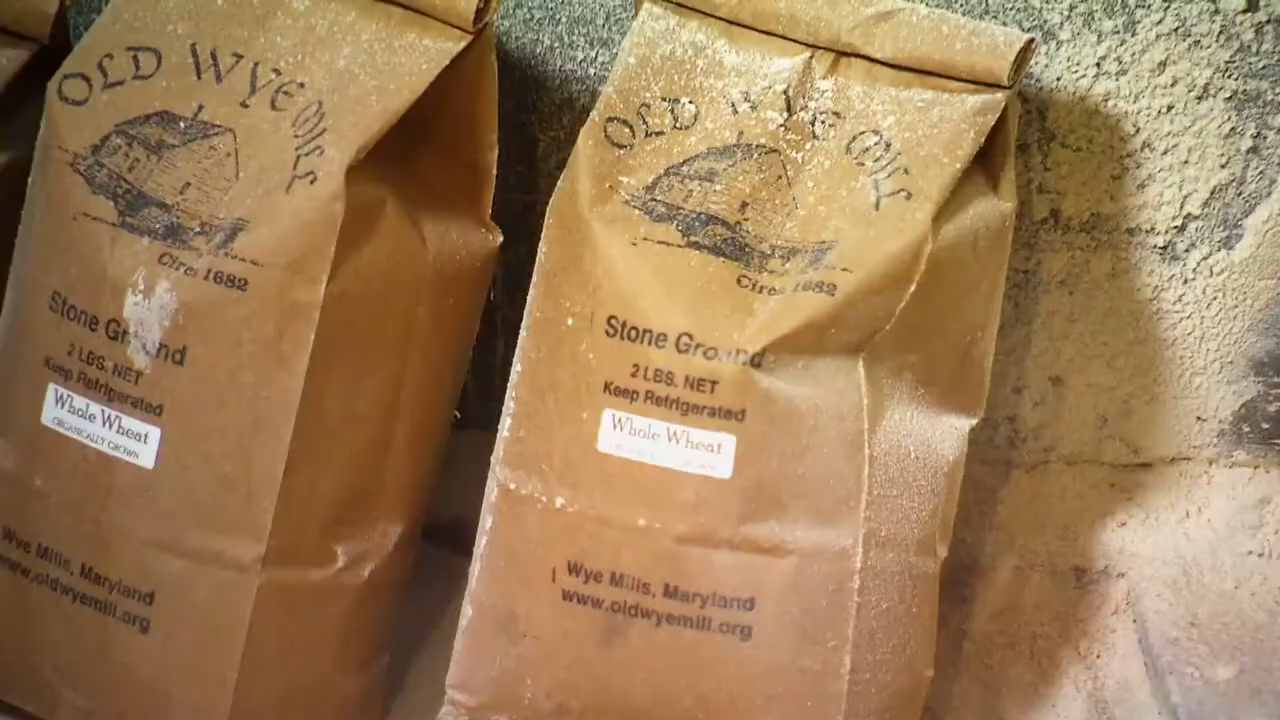 OLD WYE MILL
Circa 1682
Stone Ground
2 LBS. NET
Keep Refrigerated
Whole Wheat
ORGANICALLY GROWN
Wye Mills, Maryland
www.oldwyemill.org
OLD WYE MILL
Circa 1682
Stone Ground
2 LBS. NET
Keep Refrigerated
Whole Wheat
Wye Mills, Maryland
www.oldwyemill.org